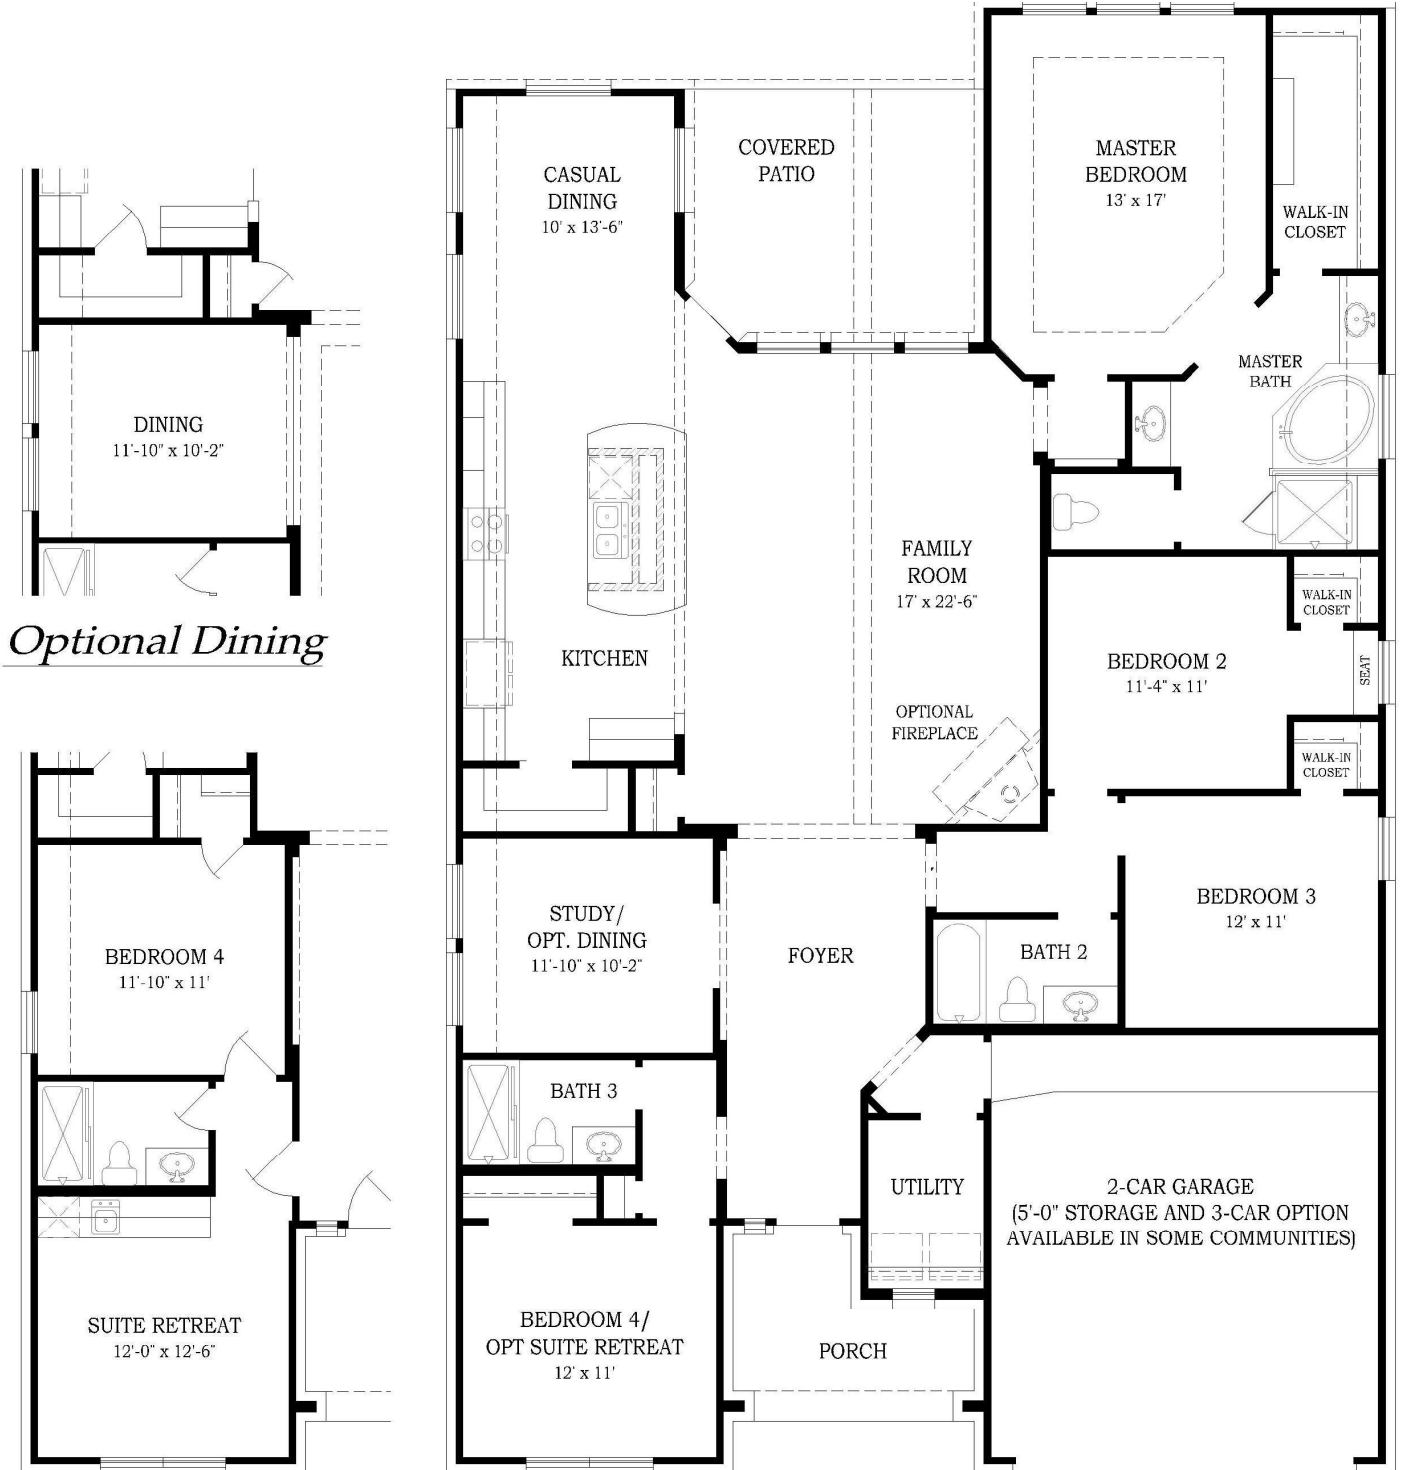 DINING
11'-10" x 10'-2"
Optional Dining
BEDROOM 4
11'-10" x 11'
SUITE RETREAT
12'-0" x 12'-6"
CASUAL
DINING
10' x 13'-6"
COVERED
PATIO
MASTER
BEDROOM
13' x 17'
WALK-IN
CLOSET
MASTER
BATH
FAMILY
ROOM
17' x 22'-6"
KITCHEN
OPTIONAL
FIREPLACE
WALK-IN
CLOSET
BEDROOM 2
11'-4" x 11'
SEAT
WALK-IN
CLOSET
BEDROOM 3
12' x 11'
STUDY/
OPT. DINING
11'-10" x 10'-2"
FOYER
BATH 2
BATH 3
UTILITY
2-CAR GARAGE
(5'-0" STORAGE AND 3-CAR OPTION
AVAILABLE IN SOME COMMUNITIES)
BEDROOM 4/
OPT SUITE RETREAT
12' x 11'
PORCH